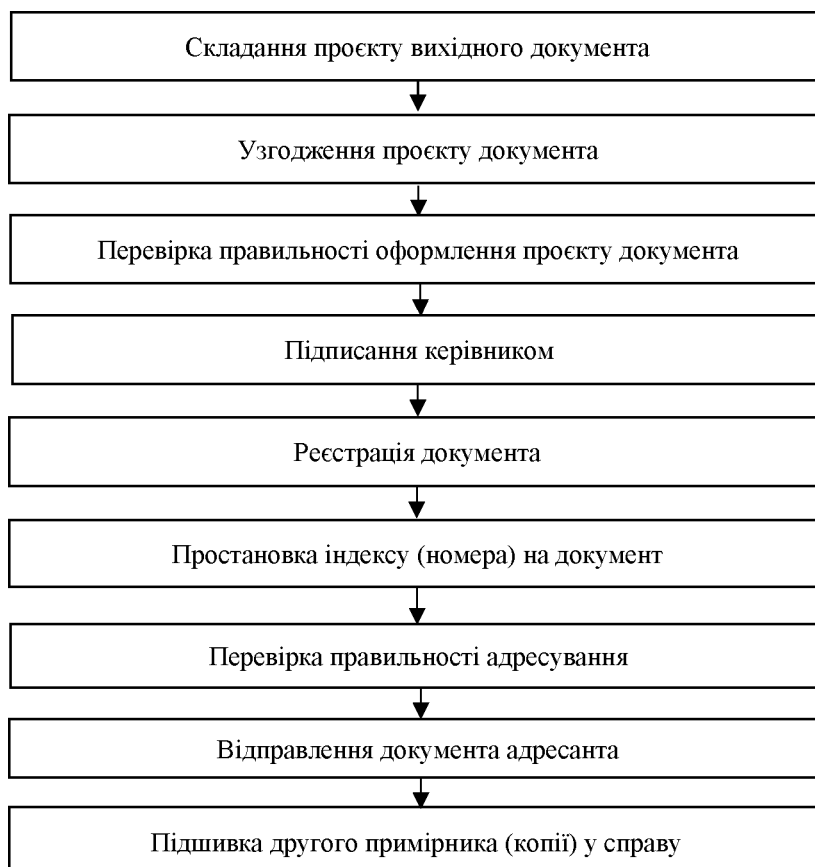 Складання проєкту вихідного документа
Узгодження проєкту документа
Перевірка правильності оформлення проєкту документа
Підписання керівником
Реєстрація документа
Простановка індексу (номера) на документ
Перевірка правильності адресування
Відправлення документа адресанта
Підшивка другого примірника (копії) у справу